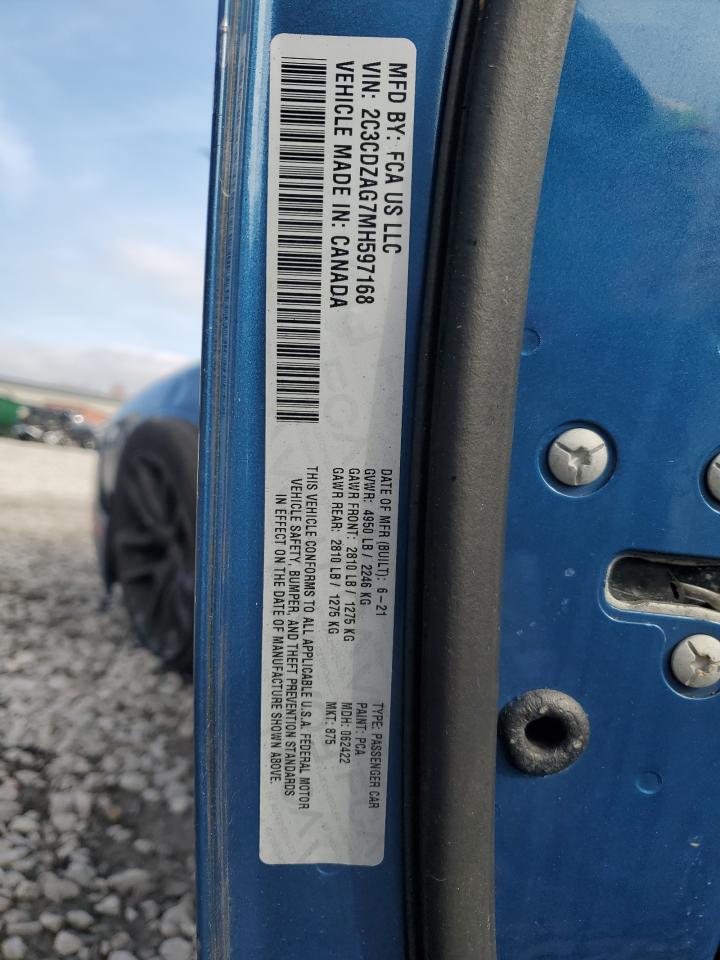 MFD BY: FCA US LLC
VIN: 2C3CDZAG7MH597168
VEHICLE MADE IN: CANADA
DATE OF MFR (BUILT): 6-21
GVWR: 4950 LB / 2246 KG
GAWR FRONT: 2810 LB / 1275 KG
GAWR REAR: 2810 LB / 1275 KG
TYPE: PASSENGER CAR
PAINT: PCA
MDH: 062422
MKT: 875
THIS VEHICLE CONFORMS TO ALL APPLICABLE U.S.A. FEDERAL MOTOR
VEHICLE SAFETY, BUMPER, AND THEFT PREVENTION STANDARDS
IN EFFECT ON THE DATE OF MANUFACTURE SHOWN ABOVE.